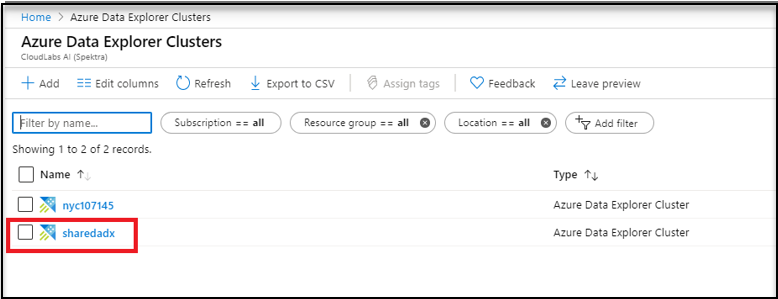 Home > Azure Data Explorer Clusters
Azure Data Explorer Clusters
CloudLabs AI (Spektra)
Add Edit columns Refresh Export to CSV Assign tags Feedback Leave preview
Filter by name... Subscription == all Resource group == all Location == all Add filter
Showing 1 to 2 of 2 records.
Name Type
nyc107145 Azure Data Explorer Cluster
sharedadx Azure Data Explorer Cluster